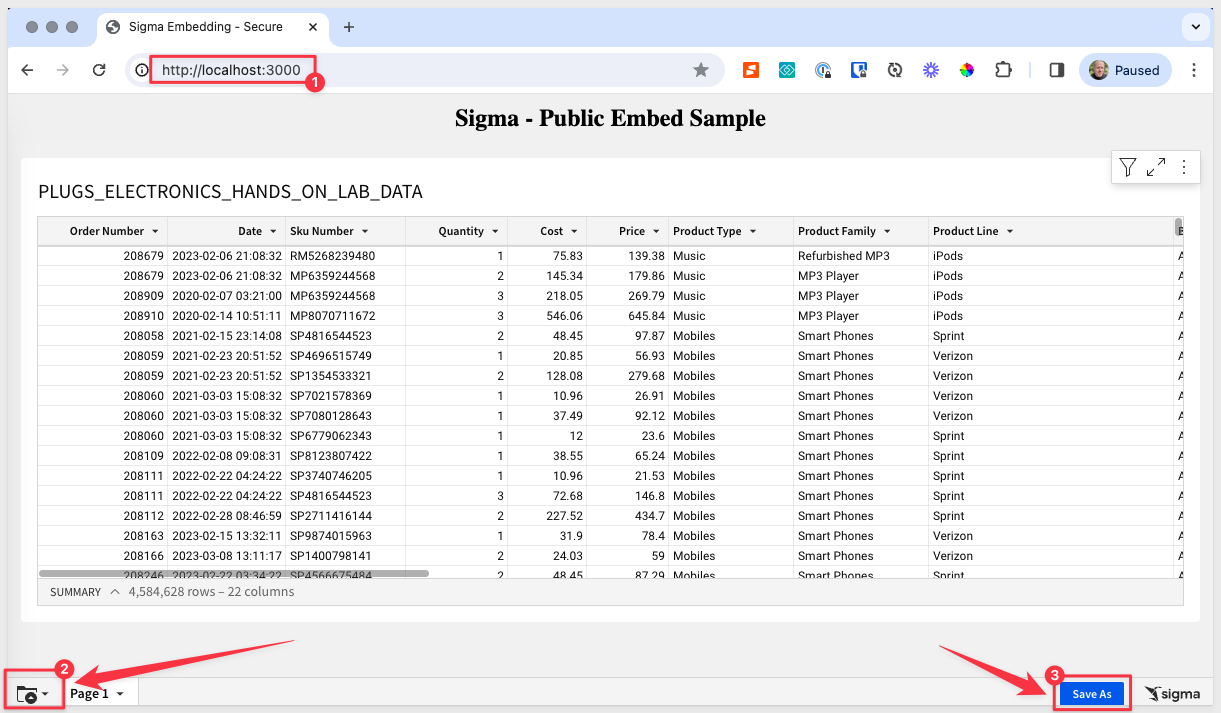 Sigma Embedding - Secure
http://localhost:3000
1
Paused
Sigma - Public Embed Sample
PLUGS_ELECTRONICS_HANDS_ON_LAB_DATA
Order Number Date Sku Number Quantity Cost Price Product Type Product Family Product Line
208679 2023-02-06 21:08:32 RM5268239480 1 75.83 139.38 Music Refurbished MP3 iPods A
208679 2023-02-06 21:08:32 MP6359244568 2 145.34 179.86 Music MP3 Player iPods A
208909 2020-02-07 03:21:00 MP6359244568 3 218.05 269.79 Music MP3 Player iPods A
208910 2020-02-14 10:51:11 MP8070711672 3 546.06 645.84 Music MP3 Player iPods A
208058 2021-02-15 23:14:08 SP4816544523 2 48.45 97.87 Mobiles Smart Phones Sprint A
208059 2021-02-23 20:51:52 SP4696515749 1 20.85 56.93 Mobiles Smart Phones Verizon A
208059 2021-02-23 20:51:52 SP1354533321 2 128.08 279.68 Mobiles Smart Phones Verizon A
208060 2021-03-03 15:08:32 SP7021578369 1 10.96 26.91 Mobiles Smart Phones Verizon A
208060 2021-03-03 15:08:32 SP7080128643 1 37.49 92.12 Mobiles Smart Phones Verizon A
208060 2021-03-03 15:08:32 SP6779062343 1 12 23.6 Mobiles Smart Phones Sprint A
208109 2022-02-08 09:08:31 SP8123807422 1 38.55 65.24 Mobiles Smart Phones Sprint A
208111 2022-02-22 04:24:22 SP3740746205 1 10.96 21.53 Mobiles Smart Phones Sprint A
208111 2022-02-22 04:24:22 SP4816544523 3 72.68 146.8 Mobiles Smart Phones Sprint A
208112 2022-02-28 08:46:59 SP2711416144 2 227.52 434.7 Mobiles Smart Phones Sprint A
208163 2023-02-15 13:32:11 SP9874015963 1 31.9 78.4 Mobiles Smart Phones Verizon A
208166 2023-03-08 13:11:17 SP1400798141 2 24.03 59 Mobiles Smart Phones Verizon A
208246 2023-02-22 03:34:22 SP4566675484 2 48.45 87.29 Mobiles Smart Phones Sprint A
SUMMARY 4,584,628 rows – 22 columns
2
Page 1
3
Save As
sigma